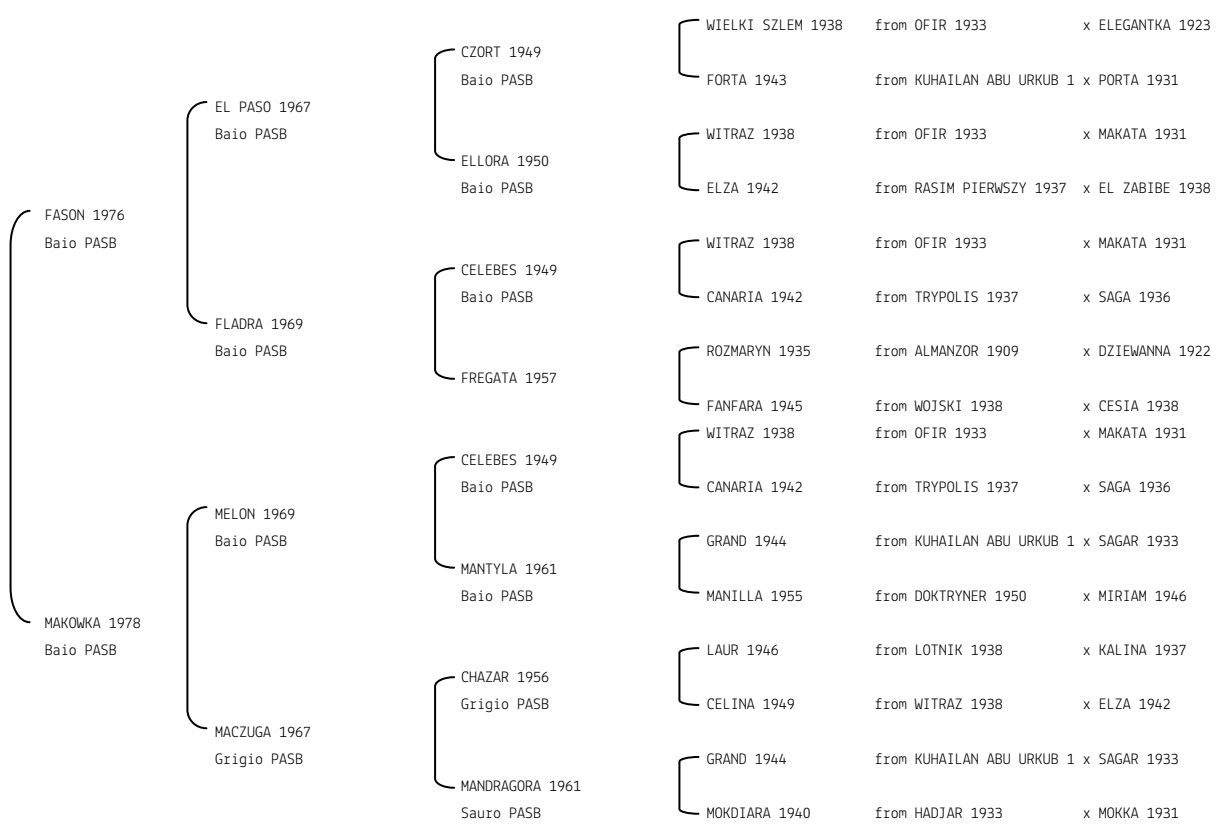 WIELKI SZLEM 1938 from OFIR 1933 x ELEGANTKA 1923
CZORT 1949
Baio PASB FORTA 1943 from KUHAILAN ABU URKUB 1 x PORTA 1931
EL PASO 1967
Baio PASB WITRAZ 1938 from OFIR 1933 x MAKATA 1931
ELLORA 1950
Baio PASB ELZA 1942 from RASIM PIERWSZY 1937 x EL ZABIBE 1938
FASON 1976
Baio PASB WITRAZ 1938 from OFIR 1933 x MAKATA 1931
CELEBES 1949
Baio PASB CANARIA 1942 from TRYPOLIS 1937 x SAGA 1936
FLADRA 1969
Baio PASB ROZMARYN 1935 from ALMANZOR 1909 x DZIEWANNA 1922
FREGATA 1957
FANFARA 1945 from WOJSKI 1938 x CESIA 1938
WITRAZ 1938 from OFIR 1933 x MAKATA 1931
CELEBES 1949
Baio PASB CANARIA 1942 from TRYPOLIS 1937 x SAGA 1936
MELON 1969
Baio PASB GRAND 1944 from KUHAILAN ABU URKUB 1 x SAGAR 1933
MANTYLA 1961
Baio PASB MANILLA 1955 from DOKTRYNER 1950 x MIRIAM 1946
MAKOWKA 1978
Baio PASB LAUR 1946 from LOTNIK 1938 x KALINA 1937
CHAZAR 1956
Grigio PASB CELINA 1949 from WITRAZ 1938 x ELZA 1942
MACZUGA 1967
Grigio PASB GRAND 1944 from KUHAILAN ABU URKUB 1 x SAGAR 1933
MANDRAGORA 1961
Sauro PASB MOKDIARA 1940 from HADJAR 1933 x MOKKA 1931